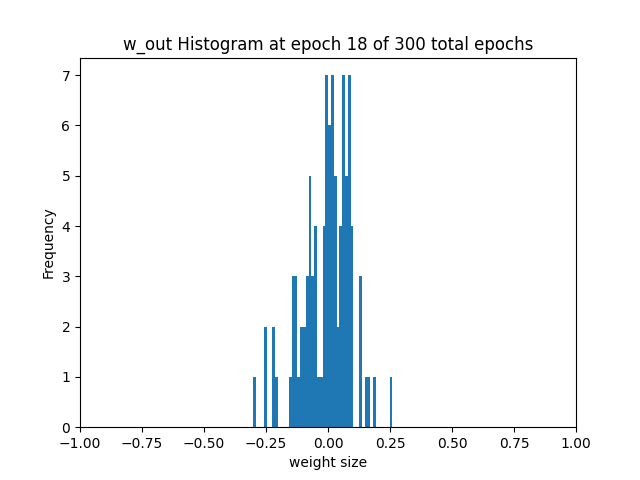 w_out Histogram at epoch 18 of 300 total epochs
7
6
5
4
3
2
1
0
Frequency
−1.00 −0.75 −0.50 −0.25 0.00 0.25 0.50 0.75 1.00
weight size